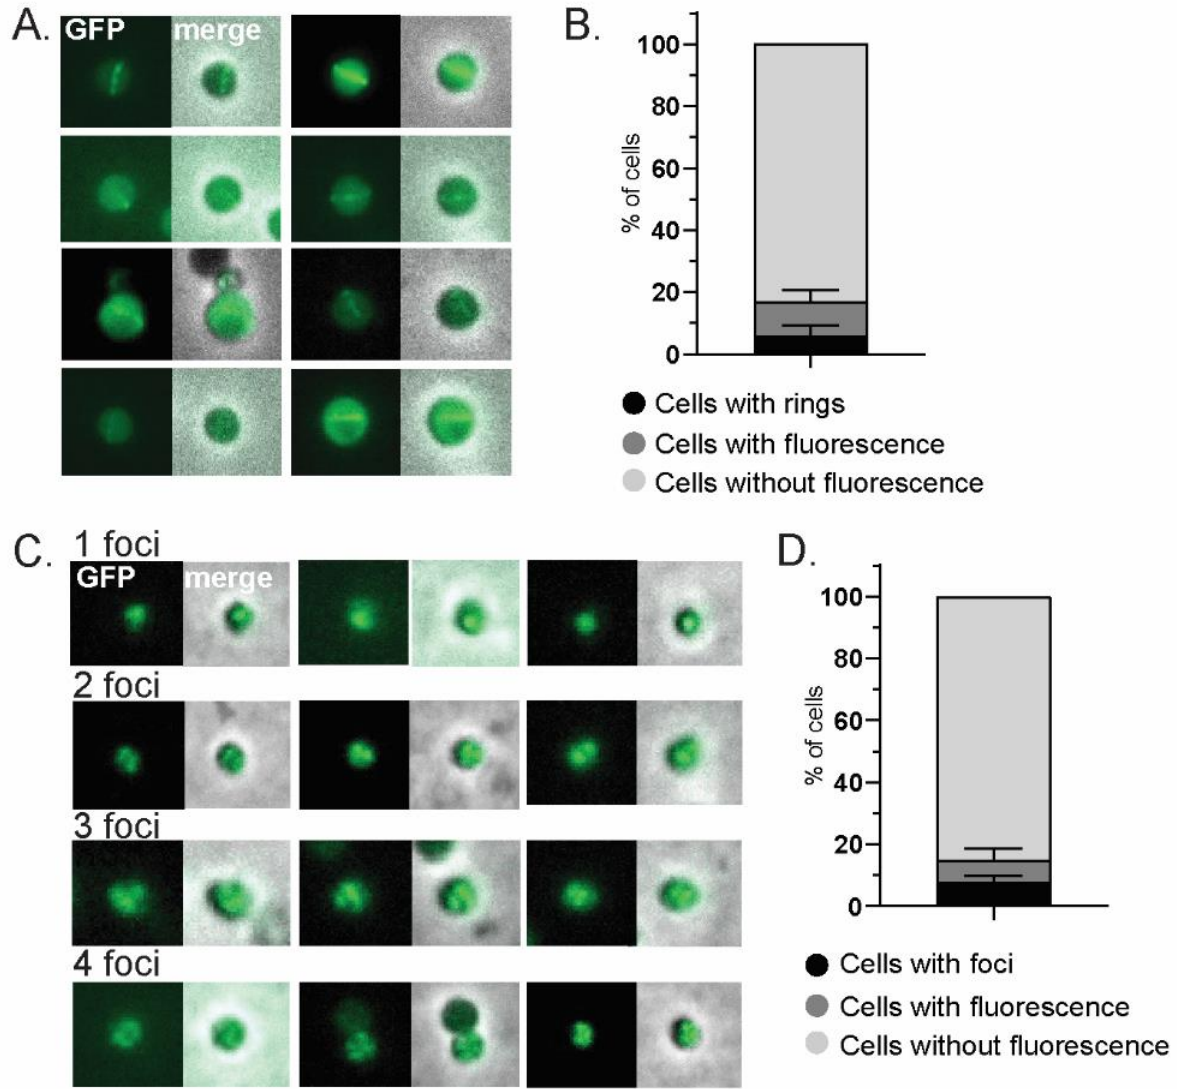 A.
GFP merge
B.
% of cells
100
80
60
40
20
0
Cells with rings
Cells with fluorescence
Cells without fluorescence
C.
1 foci
GFP merge
2 foci
3 foci
4 foci
D.
% of cells
100
80
60
40
20
0
Cells with foci
Cells with fluorescence
Cells without fluorescence